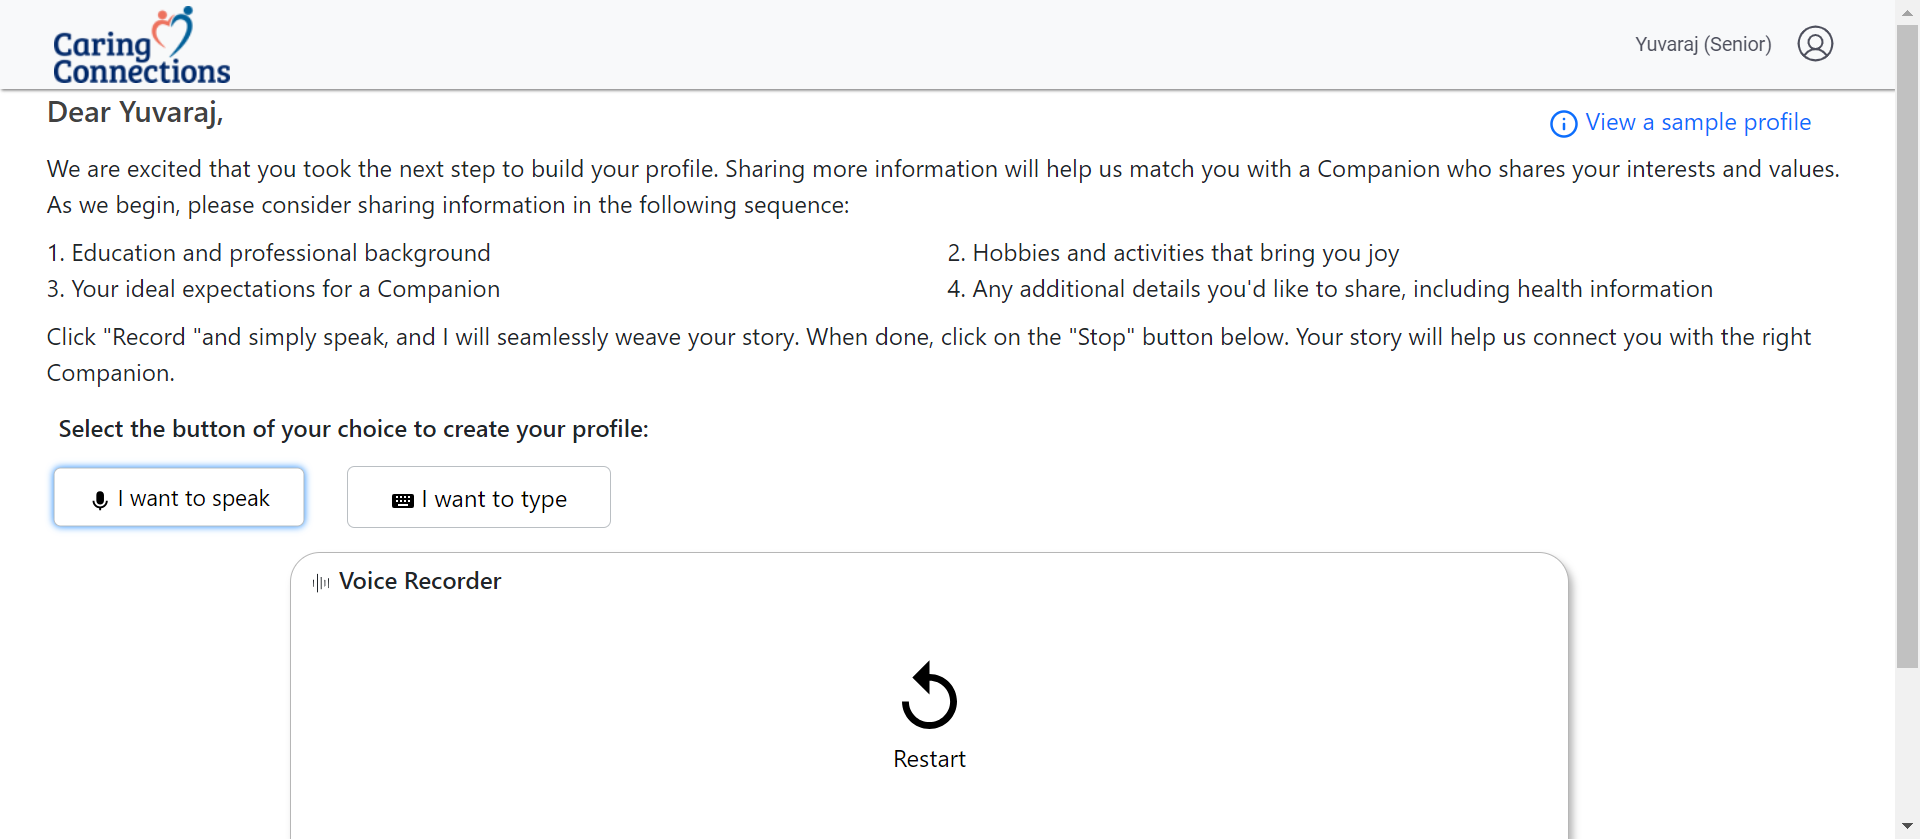 Caring
Connections
Yuvaraj (Senior)
Dear Yuvaraj,
View a sample profile
We are excited that you took the next step to build your profile. Sharing more information will help us match you with a Companion who shares your interests and values.
As we begin, please consider sharing information in the following sequence:
1. Education and professional background
2. Hobbies and activities that bring you joy
3. Your ideal expectations for a Companion
4. Any additional details you'd like to share, including health information
Click "Record "and simply speak, and I will seamlessly weave your story. When done, click on the "Stop" button below. Your story will help us connect you with the right
Companion.
Select the button of your choice to create your profile:
I want to speak
I want to type
Voice Recorder
Restart